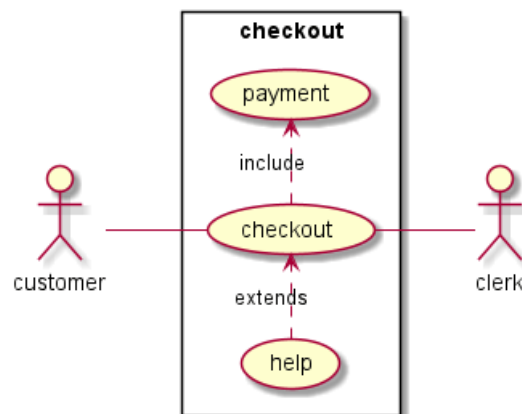 checkout
payment
include
checkout
customer
clerk
extends
help